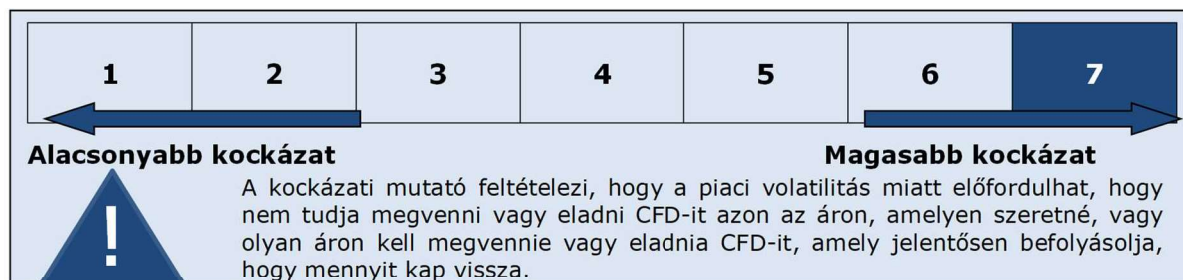 1 2 3 4 5 6 7
Alacsonyabb kockázat Magasabb kockázat
! A kockázati mutató feltételezi, hogy a piaci volatilitás miatt előfordulhat, hogy
nem tudja megvenni vagy eladni CFD-it azon az áron, amelyen szeretné, vagy
olyan áron kell megvennie vagy eladnia CFD-it, amely jelentősen befolyásolja,
hogy mennyit kap vissza.